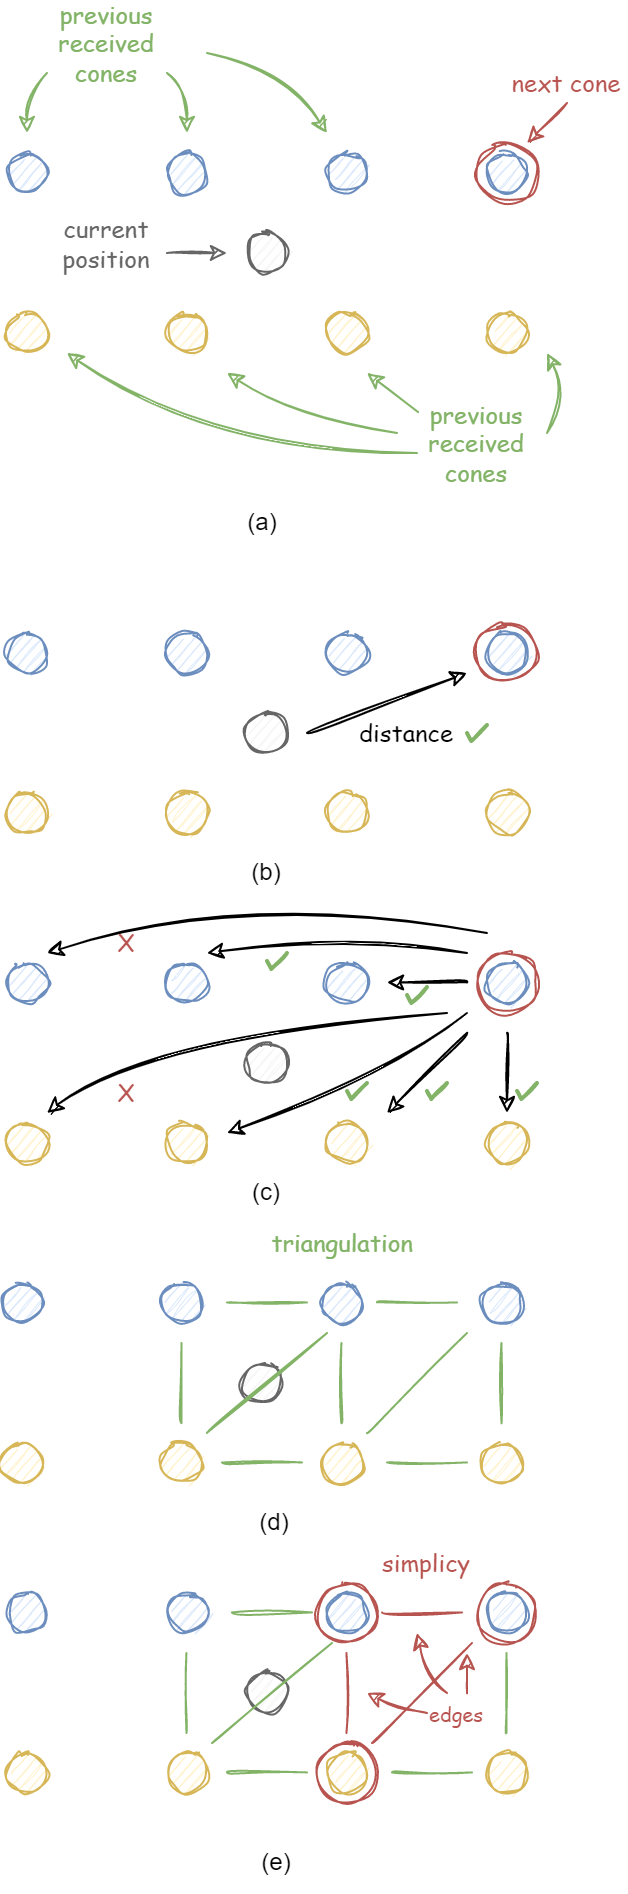 previous
received
cones
next cone
current
position
previous
received
cones
(a)
distance
(b)
X
X
(c)
triangulation
(d)
simplicy
edges
(e)